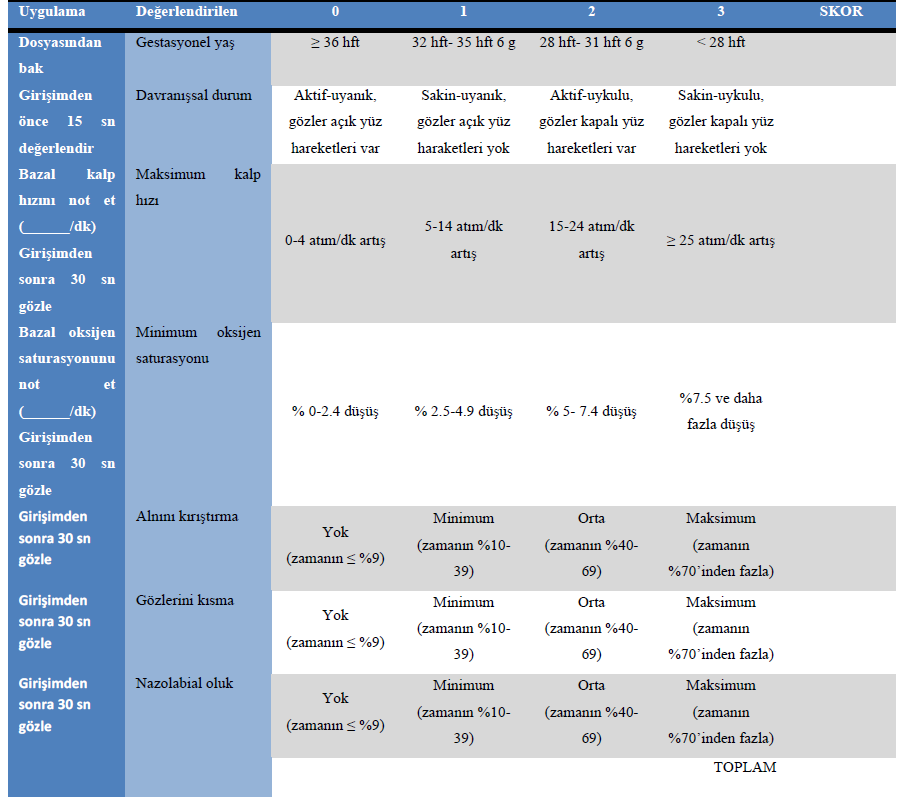 Uygulama Değerlendirilen 0 1 2 3 SKOR
Dosyasından bak Gestasyonel yaş ≥ 36 hft 32 hft- 35 hft 6 g 28 hft- 31 hft 6 g < 28 hft
Girişimden
önce 15 sn
değerlendir
Davranışsal durum
Aktif-uyanık,
gözler açık yüz
hareketleri var
Sakin-uyanık,
gözler açık yüz
haraketleri yok
Aktif-uykulu,
gözler kapalı yüz
hareketleri var
Sakin-uykulu,
gözler kapalı yüz
hareketleri yok
Bazal kalp
hızını not et
(______/dk)
Girişimden
sonra 30 sn
gözle
Maksimum kalp
hızı
0-4 atım/dk artış
5-14 atım/dk
artış
15-24 atım/dk
artış
≥ 25 atım/dk artış
Bazal oksijen
saturasyonunu
not et
(______/dk)
Girişimden
sonra 30 sn
gözle
Minimum oksijen
saturasyonu
% 0-2.4 düşüş
% 2.5-4.9 düşüş
% 5- 7.4 düşüş
%7.5 ve daha
fazla düşüş
Girişimden
sonra 30 sn
gözle
Alnını kırıştırma
Yok
(zamanın ≤ %9)
Minimum
(zamanın %10-
39)
Orta
(zamanın %40-
69)
Maksimum
(zamanın
%70’inden fazla)
Girişimden
sonra 30 sn
gözle
Gözlerini kısma
Yok
(zamanın ≤ %9)
Minimum
(zamanın %10-
39)
Orta
(zamanın %40-
69)
Maksimum
(zamanın
%70’inden fazla)
Girişimden
sonra 30 sn
gözle
Nazolabial oluk
Yok
(zamanın ≤ %9)
Minimum
(zamanın %10-
39)
Orta
(zamanın %40-
69)
Maksimum
(zamanın
%70’inden fazla)
TOPLAM